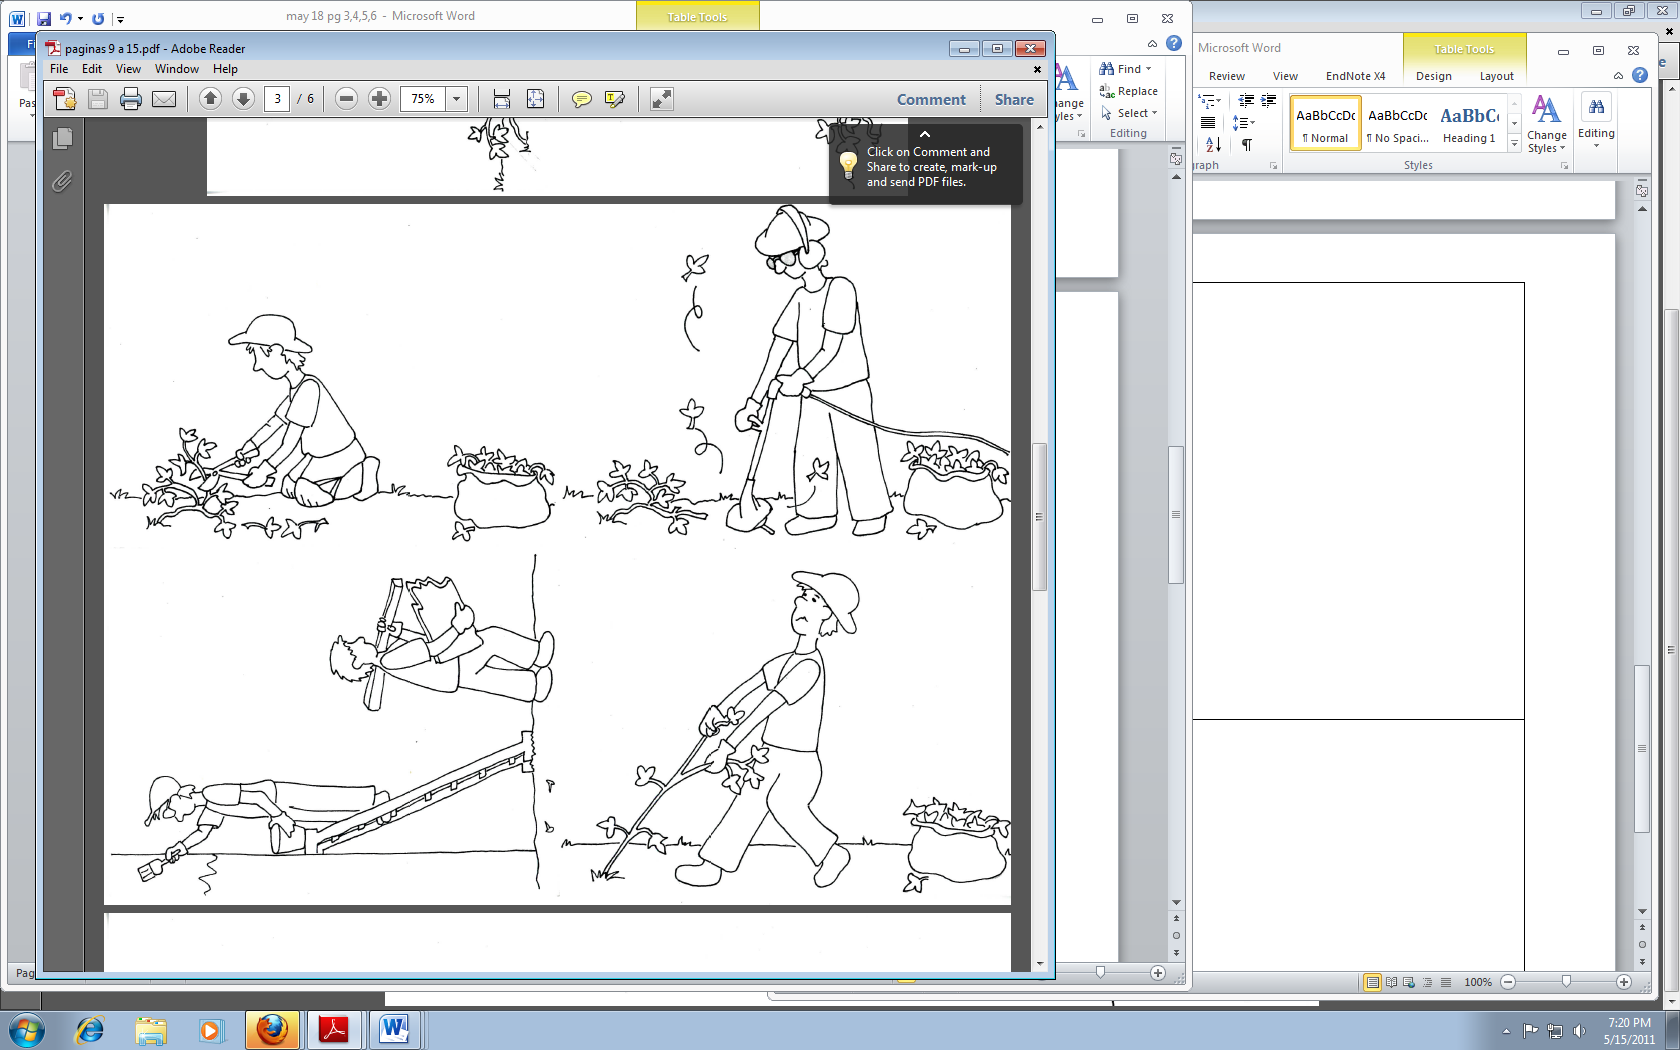 may 18 pg 3,4,5,6 - Microsoft Word
Table Tools
paginas 9 a 15.pdf - Adobe Reader
File Edit View Window Help
3 / 6
75%
Comment Share
Click on Comment and
Share to create, mark-up
and send PDF files.
Find
Replace
Select
Editing
Microsoft Word
Table Tools
Review View EndNote X4 Design Layout
AaBbCcDc AaBbCcDc AaBbCc
¶ Normal ¶ No Spaci... Heading 1
Change
Styles
Editing
Styles
100%
7:20 PM
5/15/2011